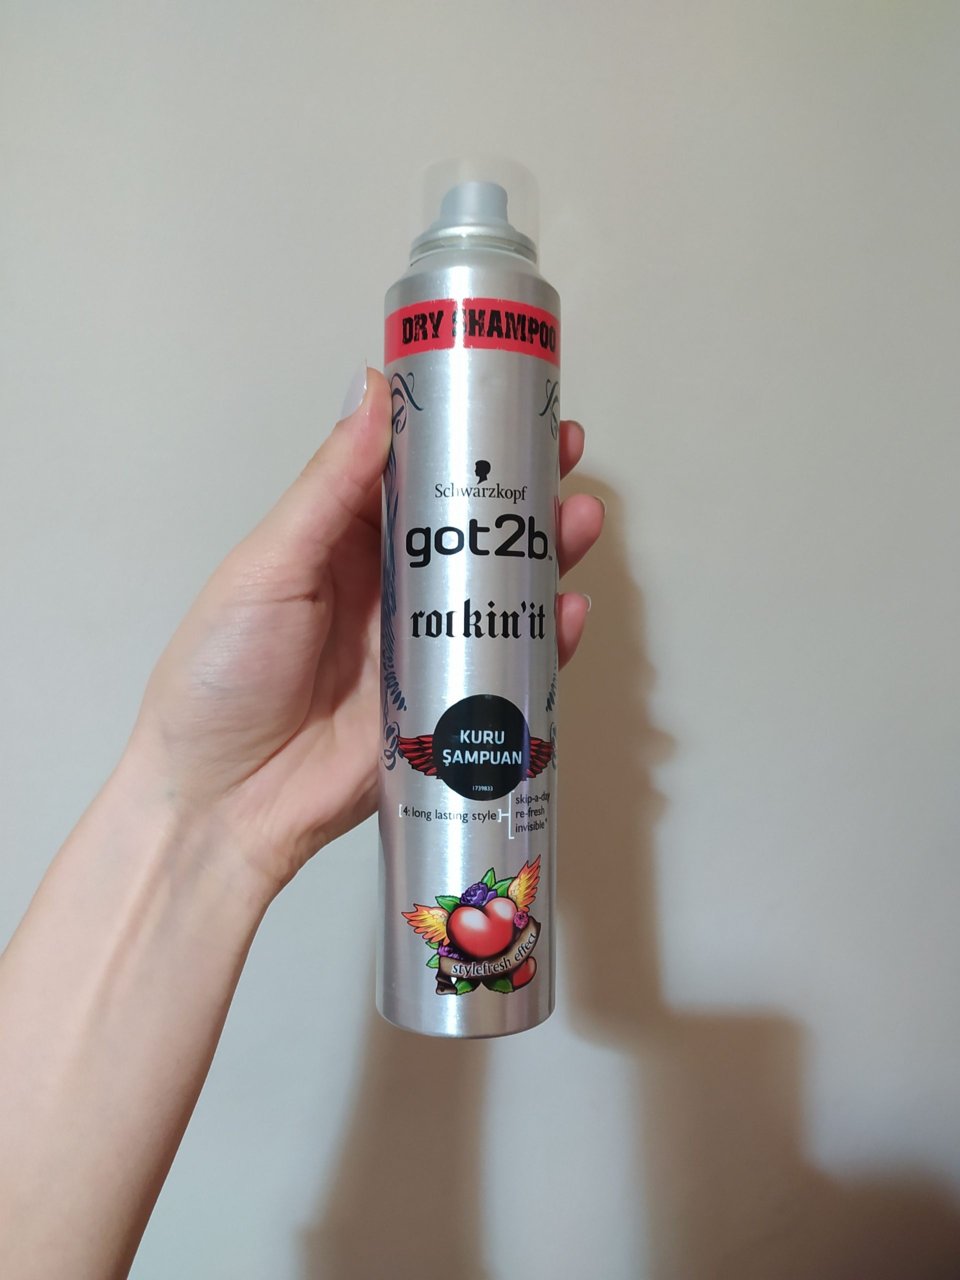 DRY SHAMPOO
Schwarzkopf
got2b
rockin'it
KURU
ŞAMPUAN
1739833
4: long lasting style
skip-a-day
re-fresh
invisible*
stylefresh effect